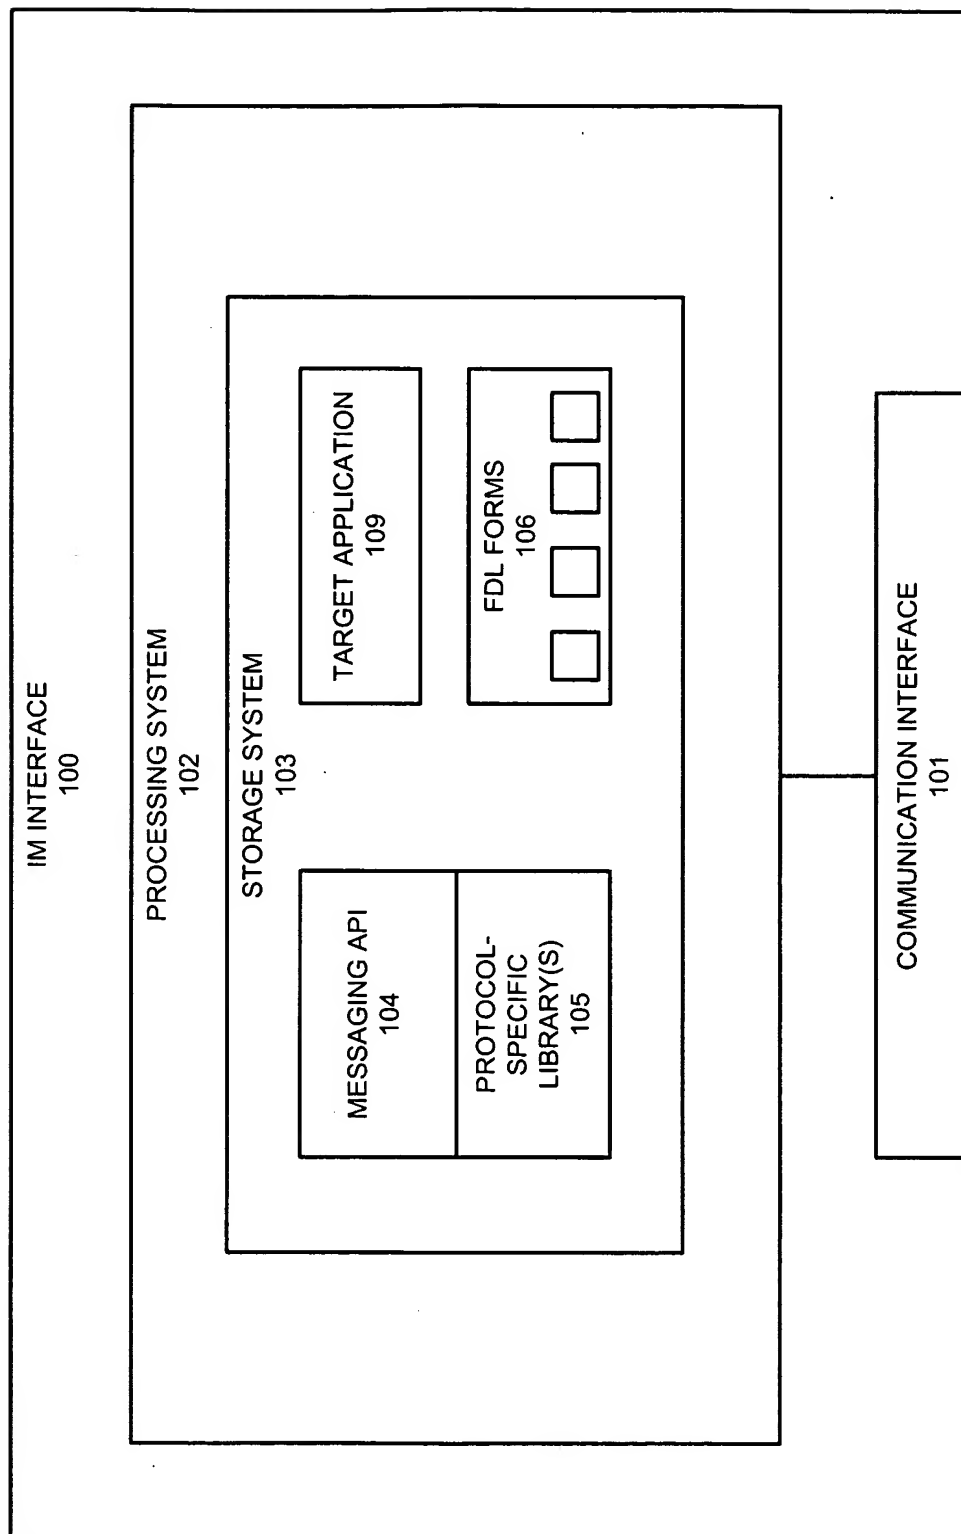 IM INTERFACE
100
PROCESSING SYSTEM
102
STORAGE SYSTEM
103
MESSAGING API
104
PROTOCOL-
SPECIFIC
LIBRARY(S)
105
TARGET APPLICATION
109
FDL FORMS
106
COMMUNICATION INTERFACE
101